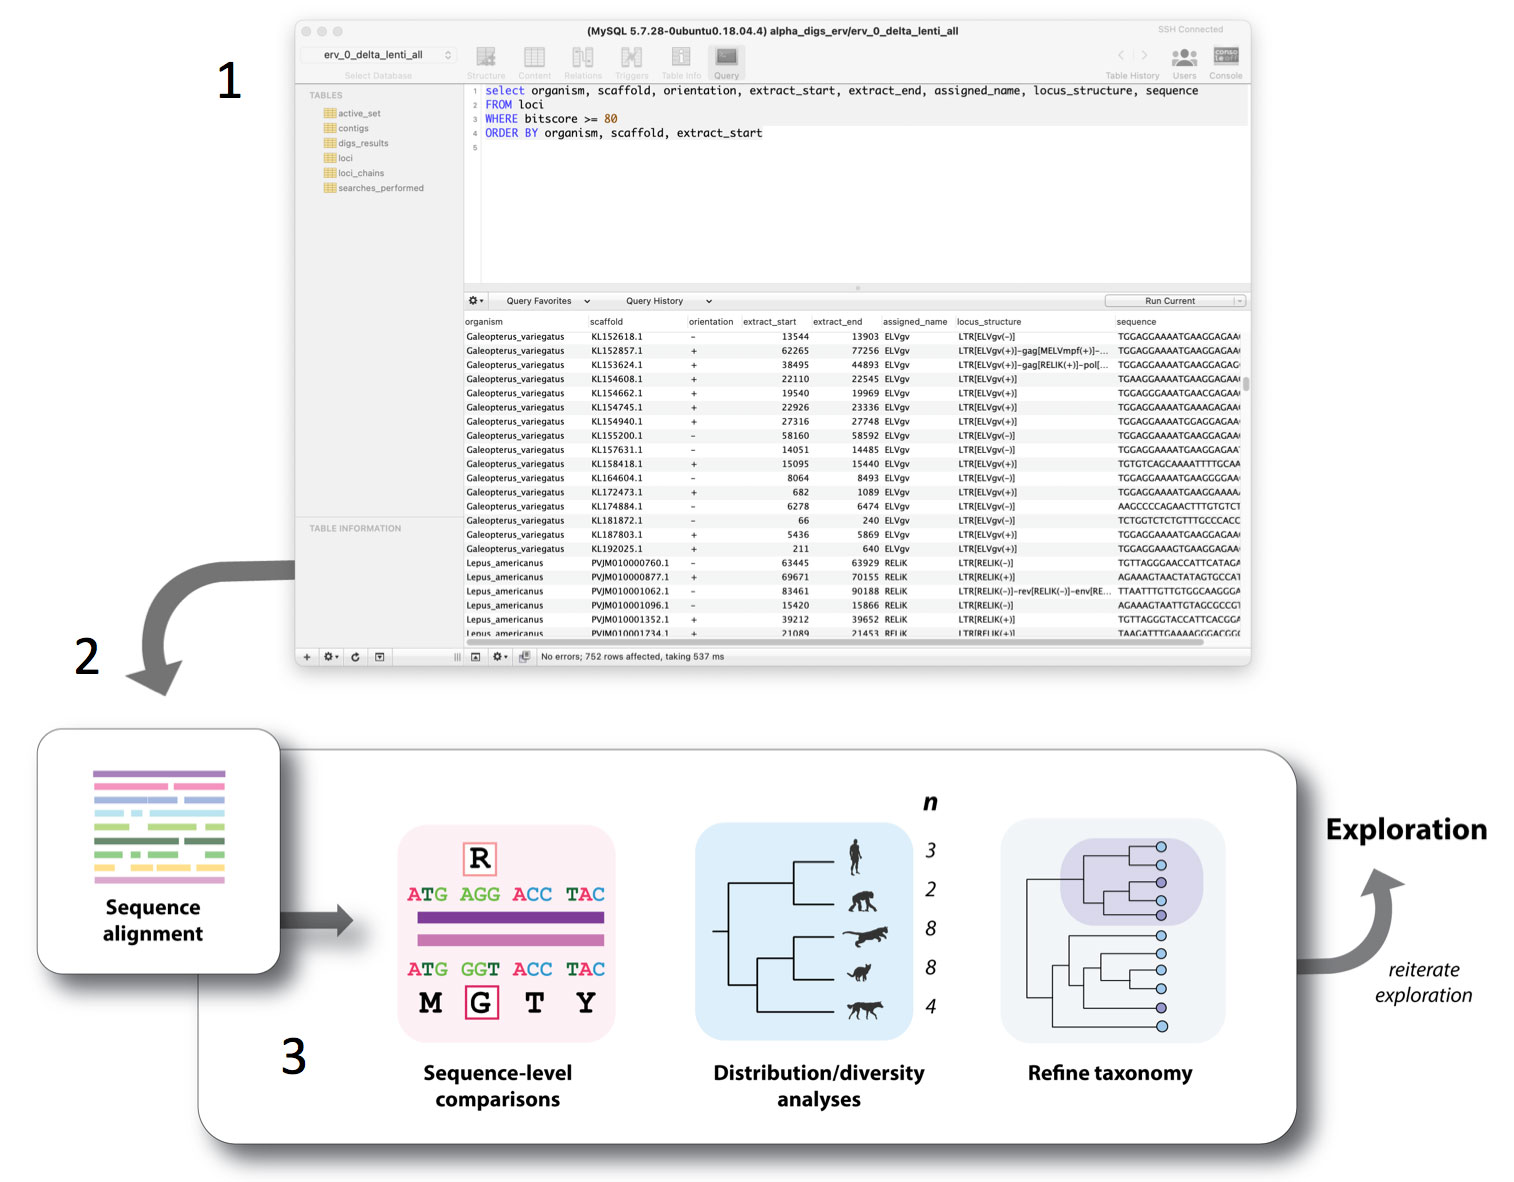 1
(MySQL 5.7.28-0ubuntu0.18.04.4) alpha_digs_erv/erv_0_delta_lenti_all
SSH Connected
erv_0_delta_lenti_all
Select Database
Structure Content Relations Triggers Table Info Query
Table History Users Console
TABLES
active_set
contigs
digs_results
loci
loci_chains
searches_performed
TABLE INFORMATION
1 select organism, scaffold, orientation, extract_start, extract_end, assigned_name, locus_structure, sequence
2 FROM loci
3 WHERE bitscore >= 80
4 ORDER BY organism, scaffold, extract_start
5
Query Favorites Query History Run Current
organism scaffold orientation extract_start extract_end assigned_name locus_structure sequence
Galeopterus_variegatus KL152618.1 – 13544 13903 ELVgv LTR[ELVgv(-)] TGGAGGAAAATGAAGGAGAA
Galeopterus_variegatus KL152857.1 + 62265 77256 ELVgv LTR[ELVgv(+)]-gag[MELVmpf(+)]-... TGGAGGAAAATGAAGGAGAA
Galeopterus_variegatus KL153624.1 + 38495 44893 ELVgv LTR[ELVgv(+)]-gag[RELIK(+)]-pol[... TGGAGGAAAATGAAGGAGAG
Galeopterus_variegatus KL154608.1 + 22110 22545 ELVgv LTR[ELVgv(+)] TGAAGGAAAATGAAGGAGAA
Galeopterus_variegatus KL154662.1 + 19540 19969 ELVgv LTR[ELVgv(+)] TGGAGGGAAATGAACGAGAA
Galeopterus_variegatus KL154745.1 + 22926 23336 ELVgv LTR[ELVgv(+)] TGGAGGAAAATGAAAGAGAA
Galeopterus_variegatus KL154940.1 + 27316 27748 ELVgv LTR[ELVgv(+)] TGGAGGAAAATGGAGGAGAA
Galeopterus_variegatus KL155200.1 – 58160 58592 ELVgv LTR[ELVgv(-)] TGGAGGAAAATGAAGGAGAA
Galeopterus_variegatus KL157631.1 – 14051 14485 ELVgv LTR[ELVgv(-)] TGGAGGAAAATGAAGGAGAA
Galeopterus_variegatus KL158418.1 + 15095 15440 ELVgv LTR[ELVgv(+)] TGTGTCAGCAAAATTTTGCAA
Galeopterus_variegatus KL164604.1 – 8064 8493 ELVgv LTR[ELVgv(-)] TGGAGGAAAATGAAGGGGAA
Galeopterus_variegatus KL172473.1 + 682 1089 ELVgv LTR[ELVgv(+)] TGGAGGAAAATGAAGGAAAA
Galeopterus_variegatus KL174884.1 – 6278 6474 ELVgv LTR[ELVgv(-)] AAGCCCCAGAACTTTGTGTCT
Galeopterus_variegatus KL181872.1 – 66 240 ELVgv LTR[ELVgv(-)] TCTGGTCTCTGTTTGCCCACC
Galeopterus_variegatus KL187803.1 + 5436 5869 ELVgv LTR[ELVgv(+)] TGGAGGAAAATGAAGGAGAA
Galeopterus_variegatus KL192025.1 + 211 640 ELVgv LTR[ELVgv(+)] TGGAGGAAAGTGAAGGAGAA
Lepus_americanus PVJM010000760.1 – 63445 63929 RELiK LTR[RELIK(-)] TGTTAGGGAACCATTCATAGA
Lepus_americanus PVJM010000877.1 + 69671 70155 RELiK LTR[RELIK(+)] AGAAAGTAACTATAGTGCCAT
Lepus_americanus PVJM010001062.1 – 83461 90188 RELiK LTR[RELIK(-)]-rev[RELIK(-)]-env[RE... TTAATTTGTTGTGGCAAGGGA
Lepus_americanus PVJM010001096.1 – 15420 15866 RELiK LTR[RELIK(-)] AGAAAGTAATTGTAGCGCCGT
Lepus_americanus PVJM010001352.1 + 39212 39652 RELiK LTR[RELIK(+)] TGTTAGGGTACCATTCACGGA
Lepus_americanus PVJM010001734.1 + 21089 21453 RELiK LTR[RELIK(+)] TAAGATTTGAAAAGGGACGGG
No errors; 752 rows affected, taking 537 ms
2
Sequence
alignment
3
R
ATG AGG ACC TAC
ATG GGT ACC TAC
M G T Y
Sequence-level
comparisons
n
3
2
8
8
4
Distribution/diversity
analyses
Refine taxonomy
Exploration
reiterate
exploration